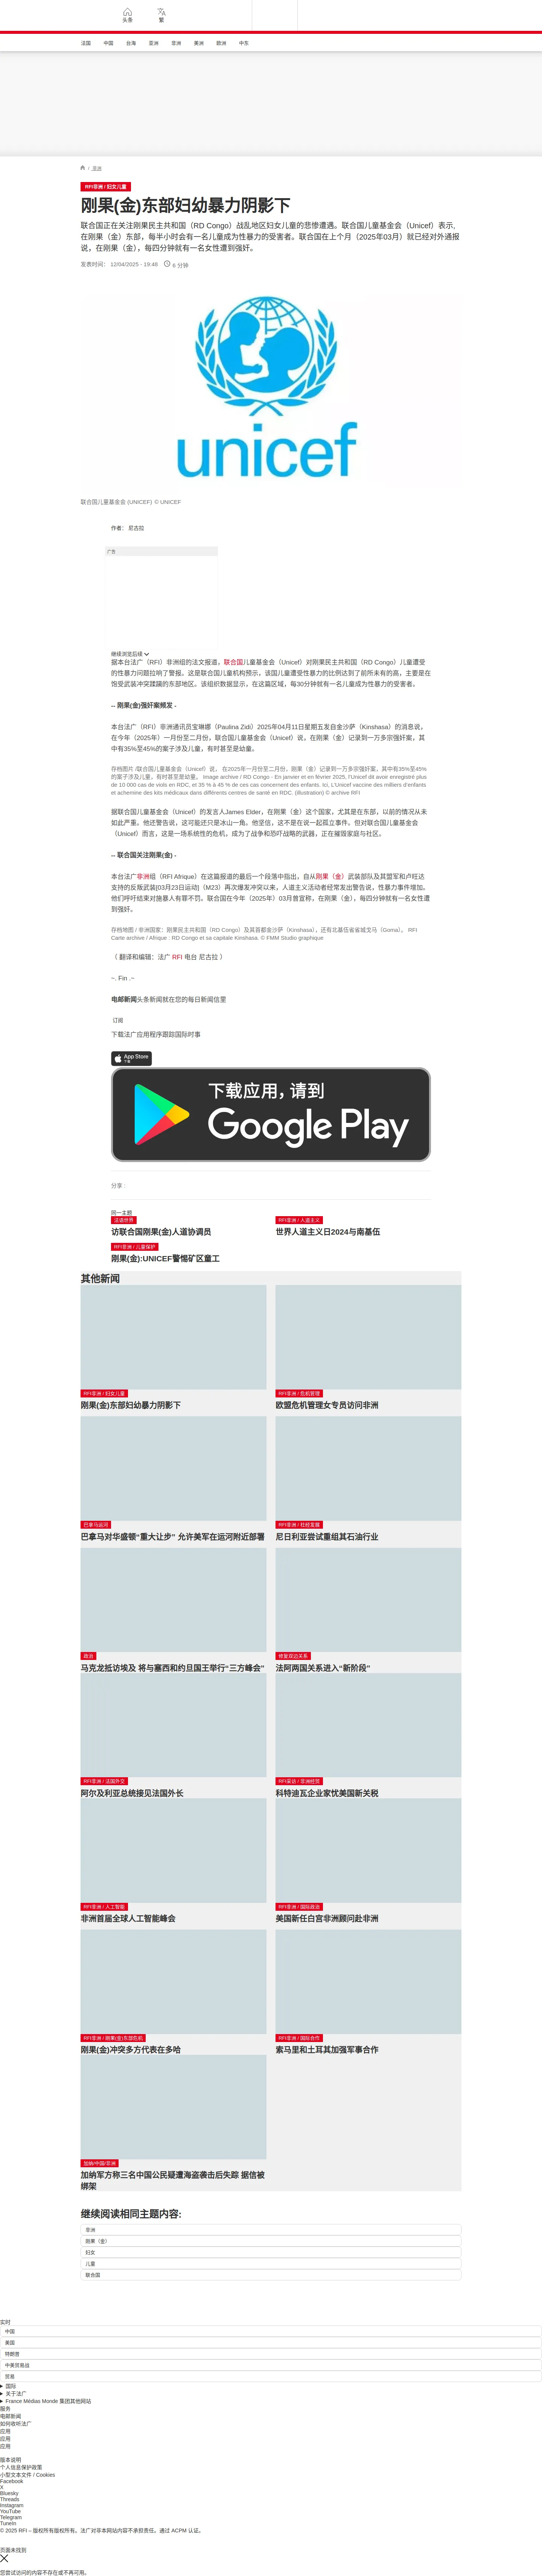 头条
繁
法国
中国
台海
亚洲
非洲
美洲
欧洲
中东
/ 非洲
RFI非洲 / 妇女儿童
刚果(金)东部妇幼暴力阴影下
联合国正在关注刚果民主共和国（RD Congo）战乱地区妇女儿童的悲惨遭遇。联合国儿童基金会（Unicef）表示,
在刚果（金）东部，每半小时会有一名儿童成为性暴力的受害者。联合国在上个月（2025年03月）就已经对外通报
说，在刚果（金），每四分钟就有一名女性遭到强奸。
发表时间： 12/04/2025 - 19:46
6 分钟
unicef
联合国儿童基金会 (UNICEF) © UNICEF
作者： 尼古拉
广告
继续浏览后续
据本台法广（RFI）非洲组的法文报道，联合国儿童基金会（Unicef）对刚果民主共和国（RD Congo）儿童遭受
的性暴力问题拉响了警报。这是联合国儿童机构预示，该国儿童遭受性暴力的比例达到了前所未有的高，主要是在
饱受武装冲突蹂躏的东部地区。该组织数据显示，在这篇区域，每30分钟就有一名儿童成为性暴力的受害者。
-- 刚果(金)强奸案频发 -
本台法广（RFI）非洲通讯员宝琳娜（Paulina Zidi）2025年04月11日星期五发自金沙萨（Kinshasa）的消息说，
在今年（2025年）一月份至二月份，联合国儿童基金会（Unicef）说，在刚果（金）记录到一万多宗强奸案，其
中有35%至45%的案子涉及儿童，有时甚至是幼童。
存档图片 /联合国儿童基金会（Unicef）说， 在2025年一月份至二月份，刚果（金）记录到一万多宗强奸案，其中有35%至45%
的案子涉及儿童，有时甚至是幼童。 Image archive / RD Congo - En janvier et en février 2025, l'Unicef dit avoir enregistré plus
de 10 000 cas de viols en RDC, et 35 % à 45 % de ces cas concernent des enfants. Ici, L'Unicef vaccine des milliers d'enfants
et achemine des kits médicaux dans différents centres de santé en RDC. (illustration) © archive RFI
据联合国儿童基金会（Unicef）的发言人James Elder，在刚果（金）这个国家，尤其是在东部，以前的情况从未
如此严重。他还警告说，这可能还只是冰山一角。他坚信，这不是在说一起孤立事件。但对联合国儿童基金会
（Unicef）而言，这是一场系统性的危机，成为了战争和恐吓战略的武器，正在摧毁家庭与社区。
-- 联合国关注刚果(金) -
本台法广非洲组（RFI Afrique）在这篇报道的最后一个段落中指出，自从刚果（金）武装部队及其盟军和卢旺达
支持的反叛武装[03月23日运动]（M23）再次爆发冲突以来，人道主义活动者经常发出警告说，性暴力事件增加。
他们呼吁结束对施暴人有罪不罚。联合国在今年（2025年）03月曾宣称，在刚果（金），每四分钟就有一名女性遭
到强奸。
存档地图 / 非洲国家：刚果民主共和国（RD Congo）及其首都金沙萨（Kinshasa），还有北基伍省省城戈马（Goma）。 RFI
Carte archive / Afrique : RD Congo et sa capitale Kinshasa. © FMM Studio graphique
（ 翻译和编辑：法广 RFI 电台 尼古拉 ）
~. Fin .~
电邮新闻头条新闻就在您的每日新闻信里
订阅
下载法广应用程序跟踪国际时事
App Store
下载
下载应用，请到
Google Play
分享 :
同一主题
法语世界
访联合国刚果(金)人道协调员
RFI非洲 / 人道主义
世界人道主义日2024与南基伍
RFI非洲 / 儿童保护
刚果(金):UNICEF警惕矿区童工
其他新闻
RFI非洲 / 妇女儿童
刚果(金)东部妇幼暴力阴影下
RFI非洲 / 危机管理
欧盟危机管理女专员访问非洲
巴拿马运河
巴拿马对华盛顿“重大让步” 允许美军在运河附近部署
RFI非洲 / 社经发展
尼日利亚尝试重组其石油行业
政治
马克龙抵访埃及 将与塞西和约旦国王举行“三方峰会”
修复双边关系
法阿两国关系进入“新阶段”
RFI非洲 / 法国外交
阿尔及利亚总统接见法国外长
RFI采访 / 非洲经贸
科特迪瓦企业家忧美国新关税
RFI非洲 / 人工智能
非洲首届全球人工智能峰会
RFI非洲 / 国际政治
美国新任白宫非洲顾问赴非洲
RFI非洲 / 刚果(金)东部危机
刚果(金)冲突多方代表在多哈
RFI非洲 / 国际合作
索马里和土耳其加强军事合作
加纳/中国/非洲
加纳军方称三名中国公民疑遭海盗袭击后失踪 据信被
绑架
继续阅读相同主题内容:
非洲
刚果（金）
妇女
儿童
联合国
实时
中国
美国
特朗普
中美贸易战
贸易
国际
关于法广
France Médias Monde 集团其他网站
服务
电邮新闻
如何收听法广
应用
应用
应用
版本说明
个人信息保护政策
小型文本文件 / Cookies
Facebook
X
Bluesky
Threads
Instagram
YouTube
Telegram
TuneIn
© 2025 RFI – 版权所有版权所有。法广对非本网站内容不承担责任。通过 ACPM 认证。
页面未找到
您尝试访问的内容不存在或不再可用。